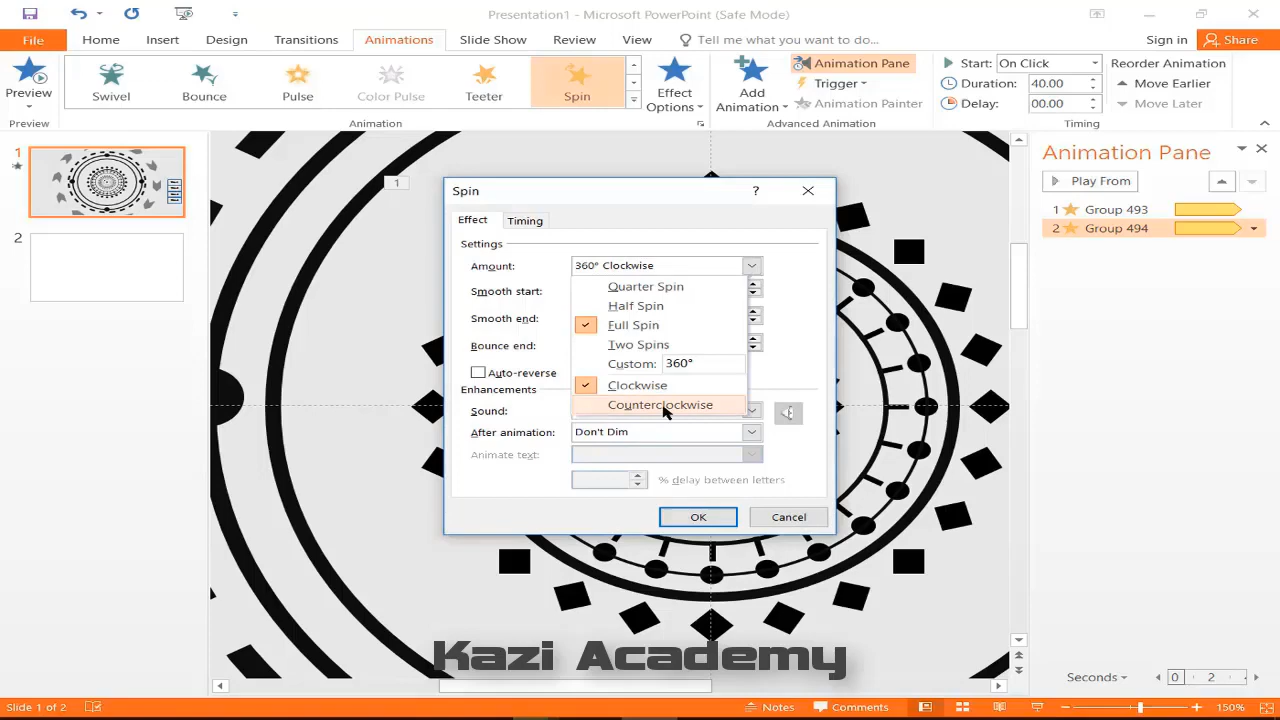 Presentation1 - Microsoft PowerPoint (Safe Mode)
File Home Insert Design Transitions Animations Slide Show Review View Tell me what you want to do... Sign in Share
Preview
Swivel Bounce Pulse Color Pulse Teeter Spin
Effect Options
Add Animation
Animation Pane
Trigger
Animation Painter
Start: On Click
Duration: 40.00
Delay: 00.00
Reorder Animation
Move Earlier
Move Later
Preview Animation Advanced Animation Timing
1
2
1
Spin
?
Effect Timing
Settings
Amount: 360° Clockwise
Smooth start:
Smooth end:
Bounce end:
Auto-reverse
Quarter Spin
Half Spin
Full Spin
Two Spins
Custom: 360°
Clockwise
Counterclockwise
Enhancements
Sound:
After animation: Don't Dim
Animate text:
% delay between letters
OK Cancel
Animation Pane
Play From
1 Group 493
2 Group 494
Seconds 0 2
Kazi Academy
Slide 1 of 2 Notes Comments 150%